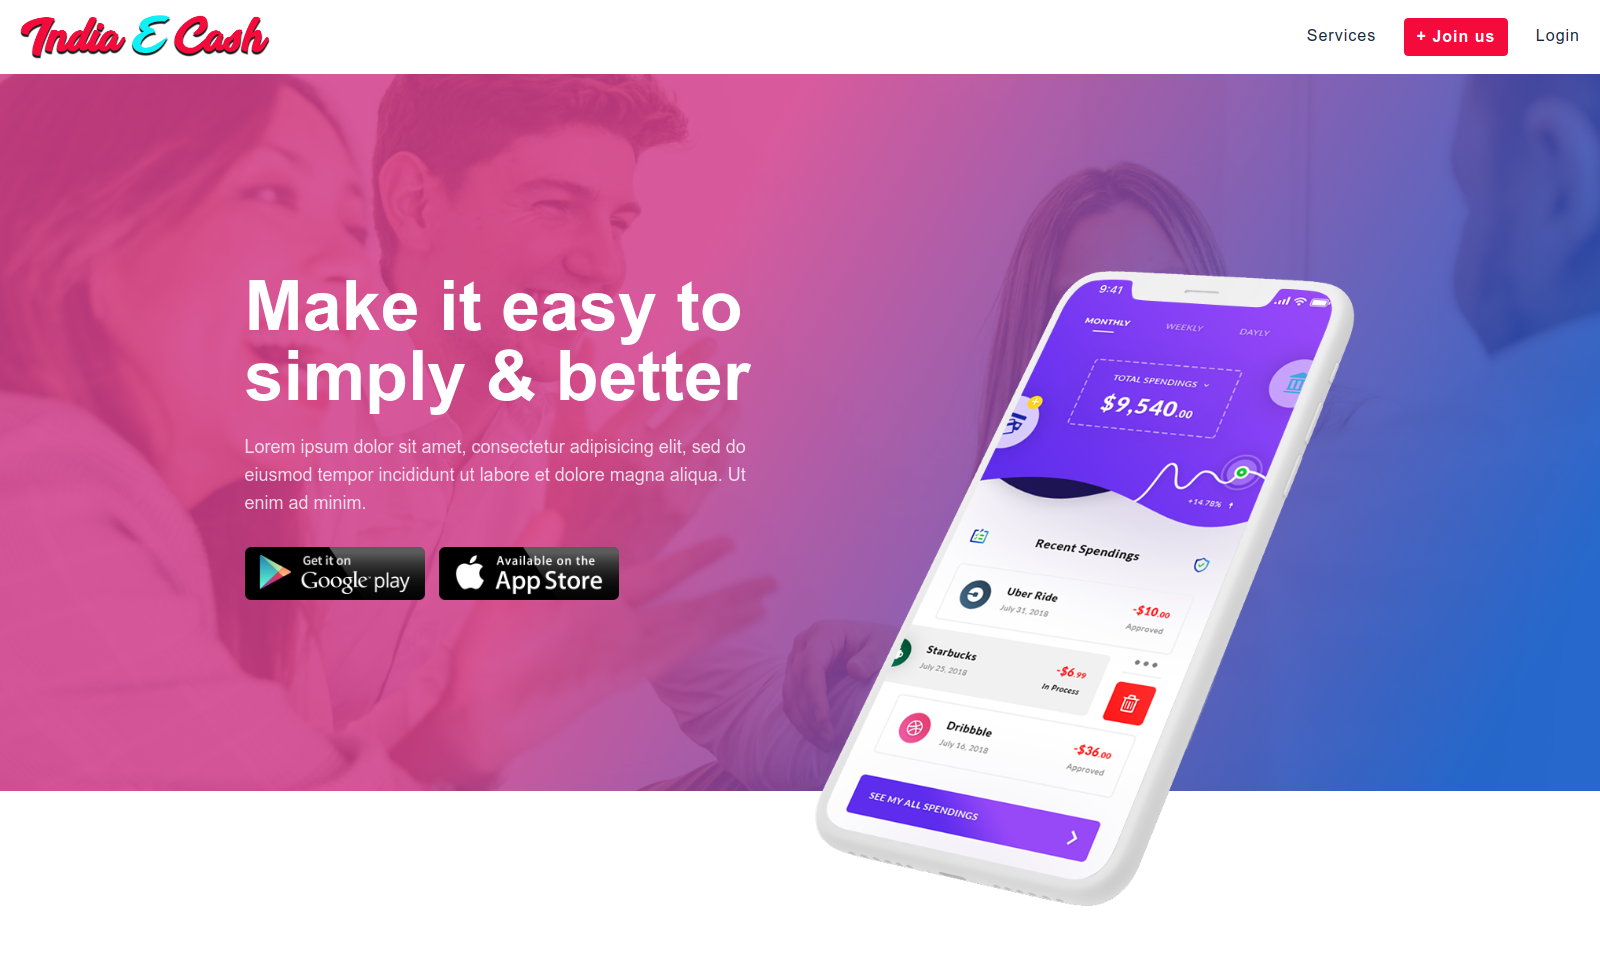 India E Cash
Services
+ Join us
Login
Make it easy to
simply & better
Lorem ipsum dolor sit amet, consectetur adipisicing elit, sed do
eiusmod tempor incididunt ut labore et dolore magna aliqua. Ut
enim ad minim.
Get it on
Google play
Available on the
App Store
9:41
MONTHLY WEEKLY DAYLY
TOTAL SPENDINGS
$9,540.00
+14.78%
Recent Spendings
Uber Ride
July 31, 2018
-$10.00
Approved
Starbucks
July 25, 2018
-$6.99
In Process
Dribbble
July 16, 2018
-$36.00
Approved
SEE MY ALL SPENDINGS